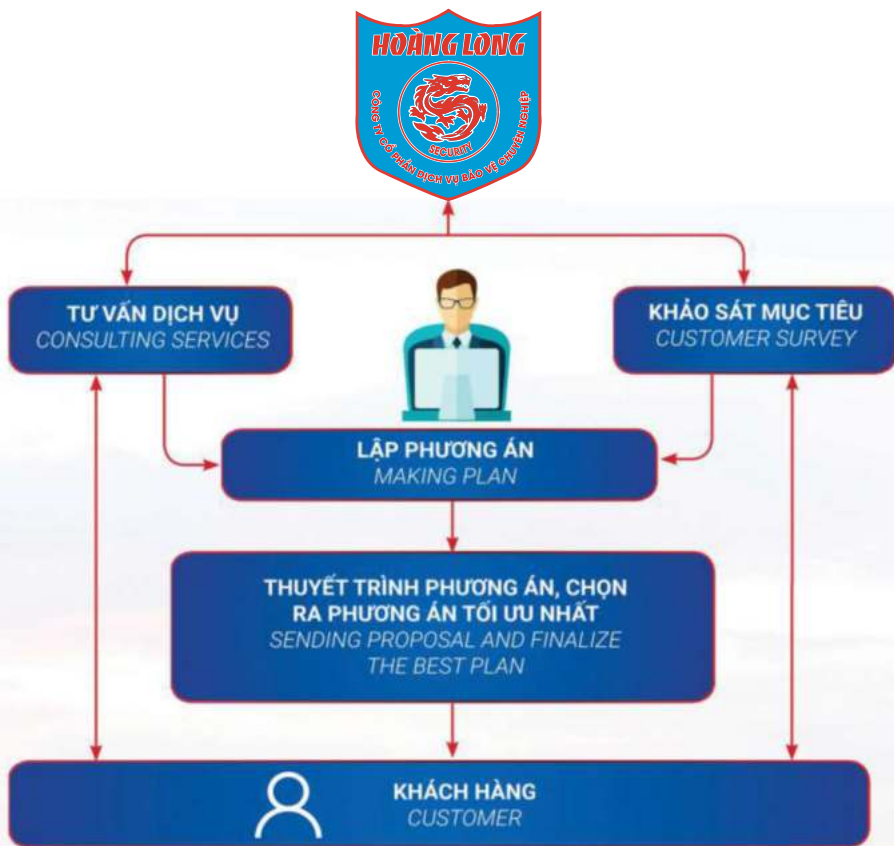 HOÀNG LONG
SECURITY
CÔNG TY CỔ PHẦN DỊCH VỤ BẢO VỆ CHUYÊN NGHIỆP
TƯ VẤN DỊCH VỤ
CONSULTING SERVICES
KHẢO SÁT MỤC TIÊU
CUSTOMER SURVEY
LẬP PHƯƠNG ÁN
MAKING PLAN
THUYẾT TRÌNH PHƯƠNG ÁN, CHỌN
RA PHƯƠNG ÁN TỐI ƯU NHẤT
SENDING PROPOSAL AND FINALIZE
THE BEST PLAN
KHÁCH HÀNG
CUSTOMER